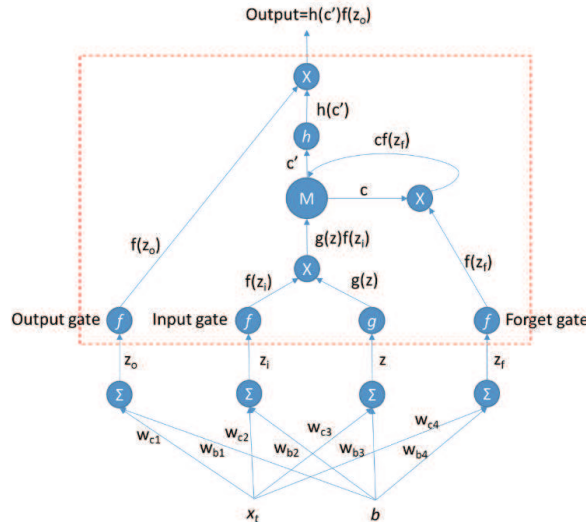 Output=h(c')f(z_o)
X
h(c')
h
cf(z_f)
c'
M
c
X
g(z)f(z_i)
f(z_o)
X
f(z_f)
f(z_i)
g(z)
Output gate
f
Input gate
f
g
f
Forget gate
z_o
z_i
z
z_f
Σ
Σ
Σ
Σ
w_c1
w_b1
w_c2
w_b2
w_c3
w_b3
w_c4
w_b4
x_t
b